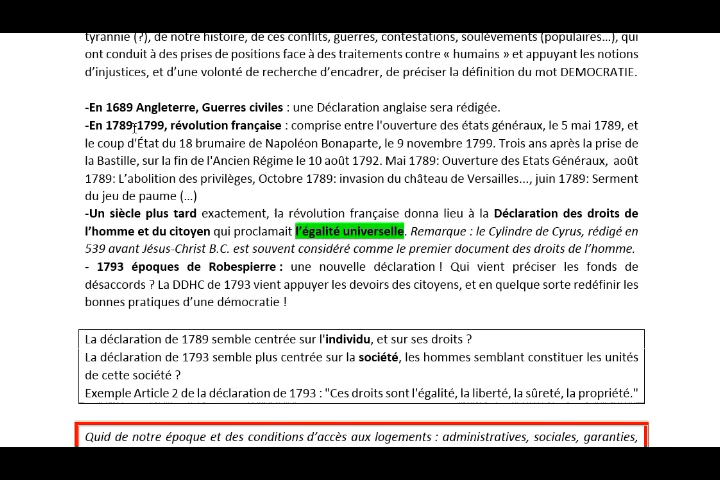 tyrannie (?), de notre histoire, de ces conflits, guerres, contestations, soulèvements (populaires...), qui
ont conduit à des prises de positions face à des traitements contre « humains » et appuyant les notions
d’injustices, et d’une volonté de recherche d’encadrer, de préciser la définition du mot DEMOCRATIE.
-En 1689 Angleterre, Guerres civiles : une Déclaration anglaise sera rédigée.
-En 1789-1799, révolution française : comprise entre l'ouverture des états généraux, le 5 mai 1789, et
le coup d'État du 18 brumaire de Napoléon Bonaparte, le 9 novembre 1799. Trois ans après la prise de
la Bastille, sur la fin de l'Ancien Régime le 10 août 1792. Mai 1789: Ouverture des Etats Généraux, août
1789: L’abolition des privilèges, Octobre 1789: invasion du château de Versailles..., juin 1789: Serment
du jeu de paume (...)
-Un siècle plus tard exactement, la révolution française donna lieu à la Déclaration des droits de
l’homme et du citoyen qui proclamait l’égalité universelle. Remarque : le Cylindre de Cyrus, rédigé en
539 avant Jésus-Christ B.C. est souvent considéré comme le premier document des droits de l’homme.
- 1793 époques de Robespierre : une nouvelle déclaration ! Qui vient préciser les fonds de
désaccords ? La DDHC de 1793 vient appuyer les devoirs des citoyens, et en quelque sorte redéfinir les
bonnes pratiques d’une démocratie !
La déclaration de 1789 semble centrée sur l'individu, et sur ses droits ?
La déclaration de 1793 semble plus centrée sur la société, les hommes semblant constituer les unités
de cette société ?
Exemple Article 2 de la déclaration de 1793 : "Ces droits sont l'égalité, la liberté, la sûreté, la propriété."
Quid de notre époque et des conditions d’accès aux logements : administratives, sociales, garanties,